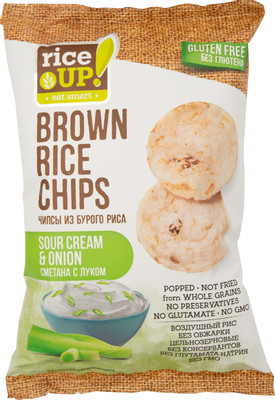 rice
UP!
eat smart
GLUTEN FREE
БЕЗ ГЛЮТЕНА
BROWN
RICE
CHIPS
ЧИПСЫ ИЗ БУРОГО РИСА
SOUR CREAM
& ONION
СМЕТАНА С ЛУКОМ
POPPED • NOT FRIED
from WHOLE GRAINS
NO PRESERVATIVES
NO GLUTAMATE • NO GMO
ВОЗДУШНЫЙ РИС
БЕЗ ОБЖАРКИ
ЦЕЛЬНОЗЕРНОВЫЕ
БЕЗ КОНСЕРВАНТОВ
БЕЗ ГЛУТАМАТА НАТРИЯ
БЕЗ ГМО